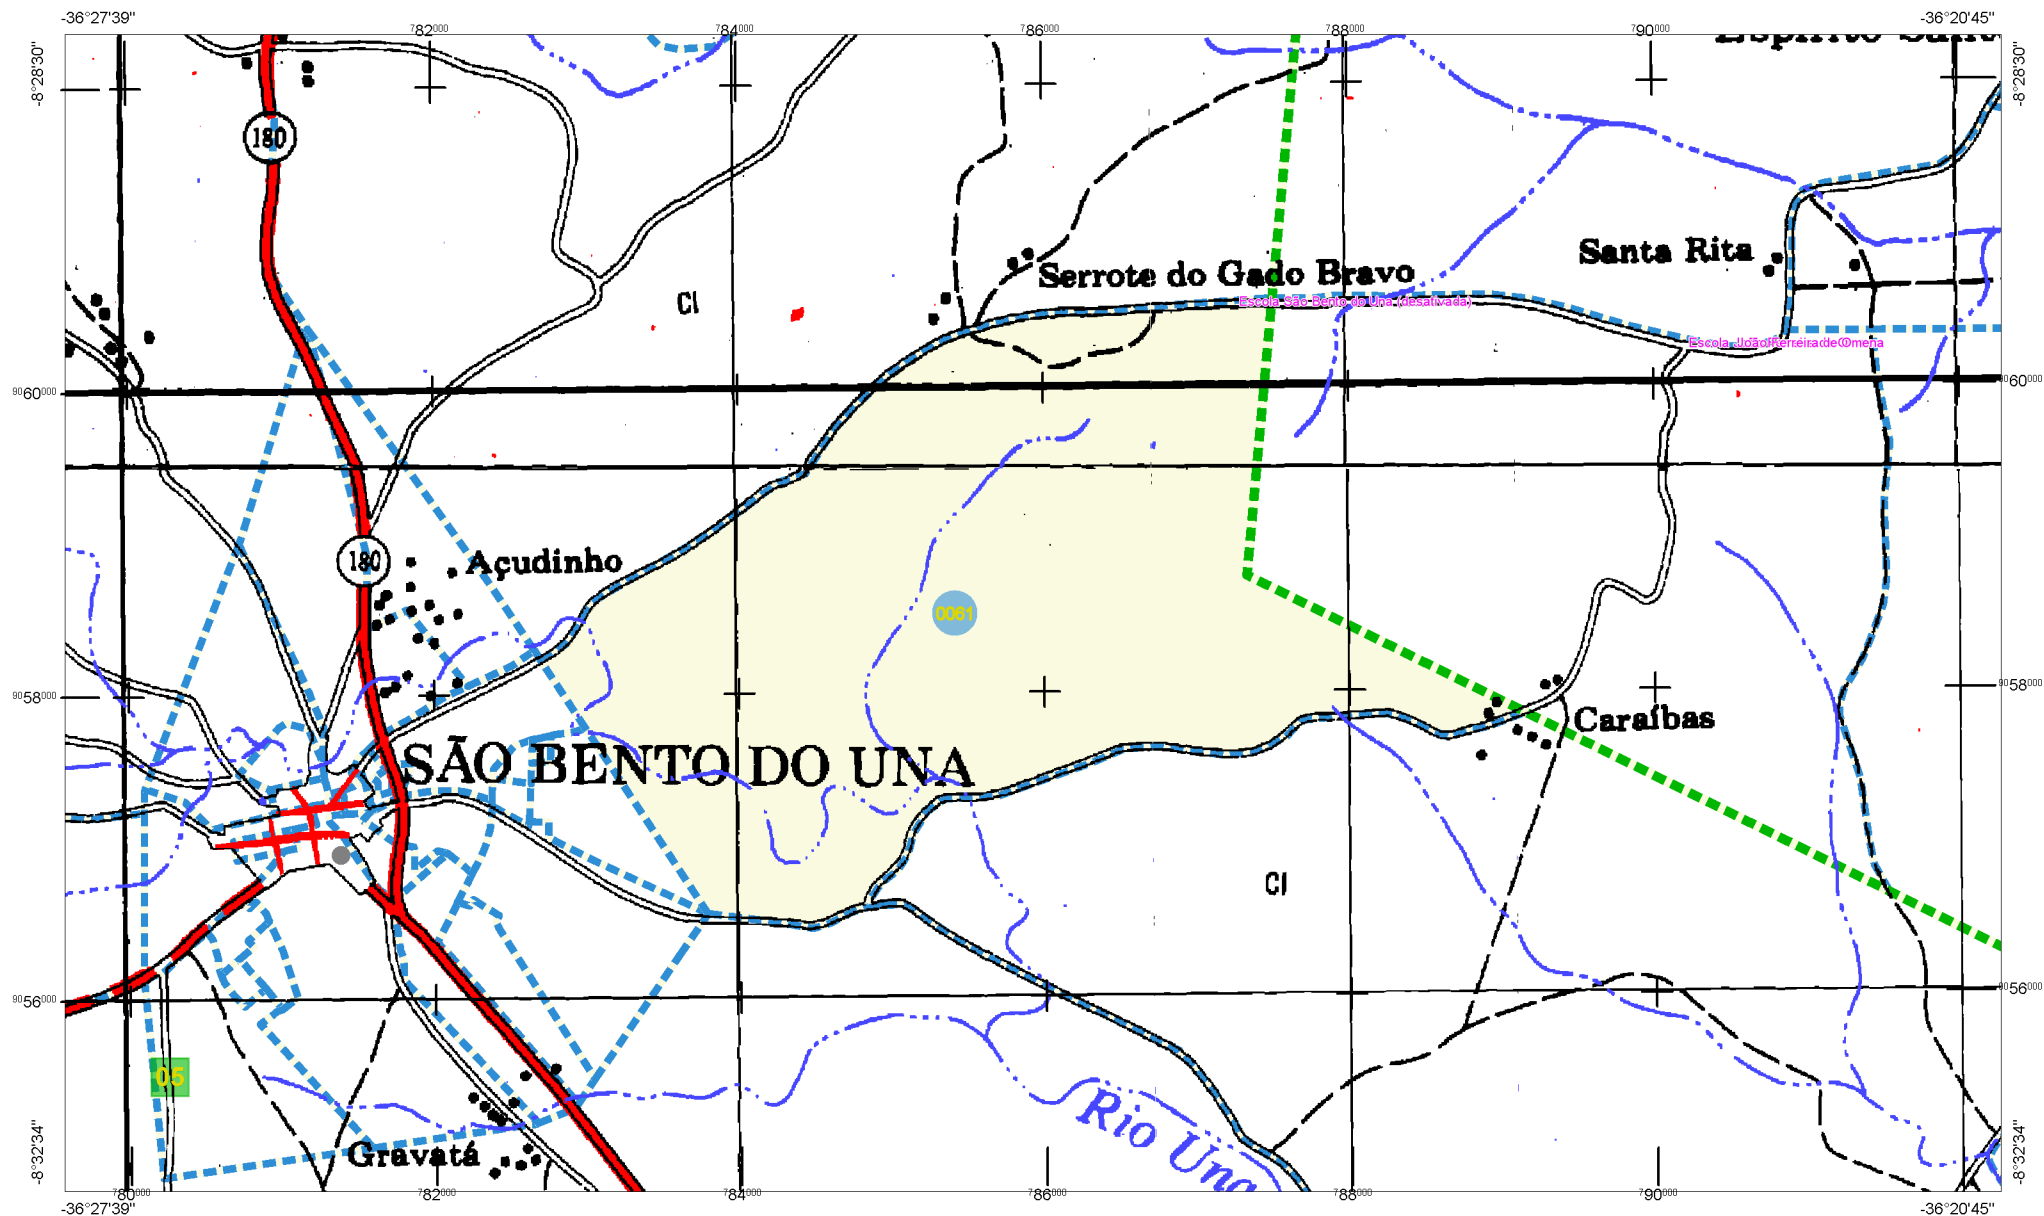 -36°27'39"
-36°20'45"
782000
784000
786000
788000
790000
-8°28'30"
-8°28'30"
180
Santa Rita
Serrote do Gado Bravo
Escola São Bento do Una (desativada)
CI
Escola João Ferreira de Omena
9060000
9060000
180
Açudinho
0061
9058000
9058000
Caraíbas
SÃO BENTO DO UNA
CI
9056000
9056000
05
Rio Una
Gravatá
-8°32'34"
-8°32'34"
780000
782000
784000
786000
788000
790000
-36°27'39"
-36°20'45"